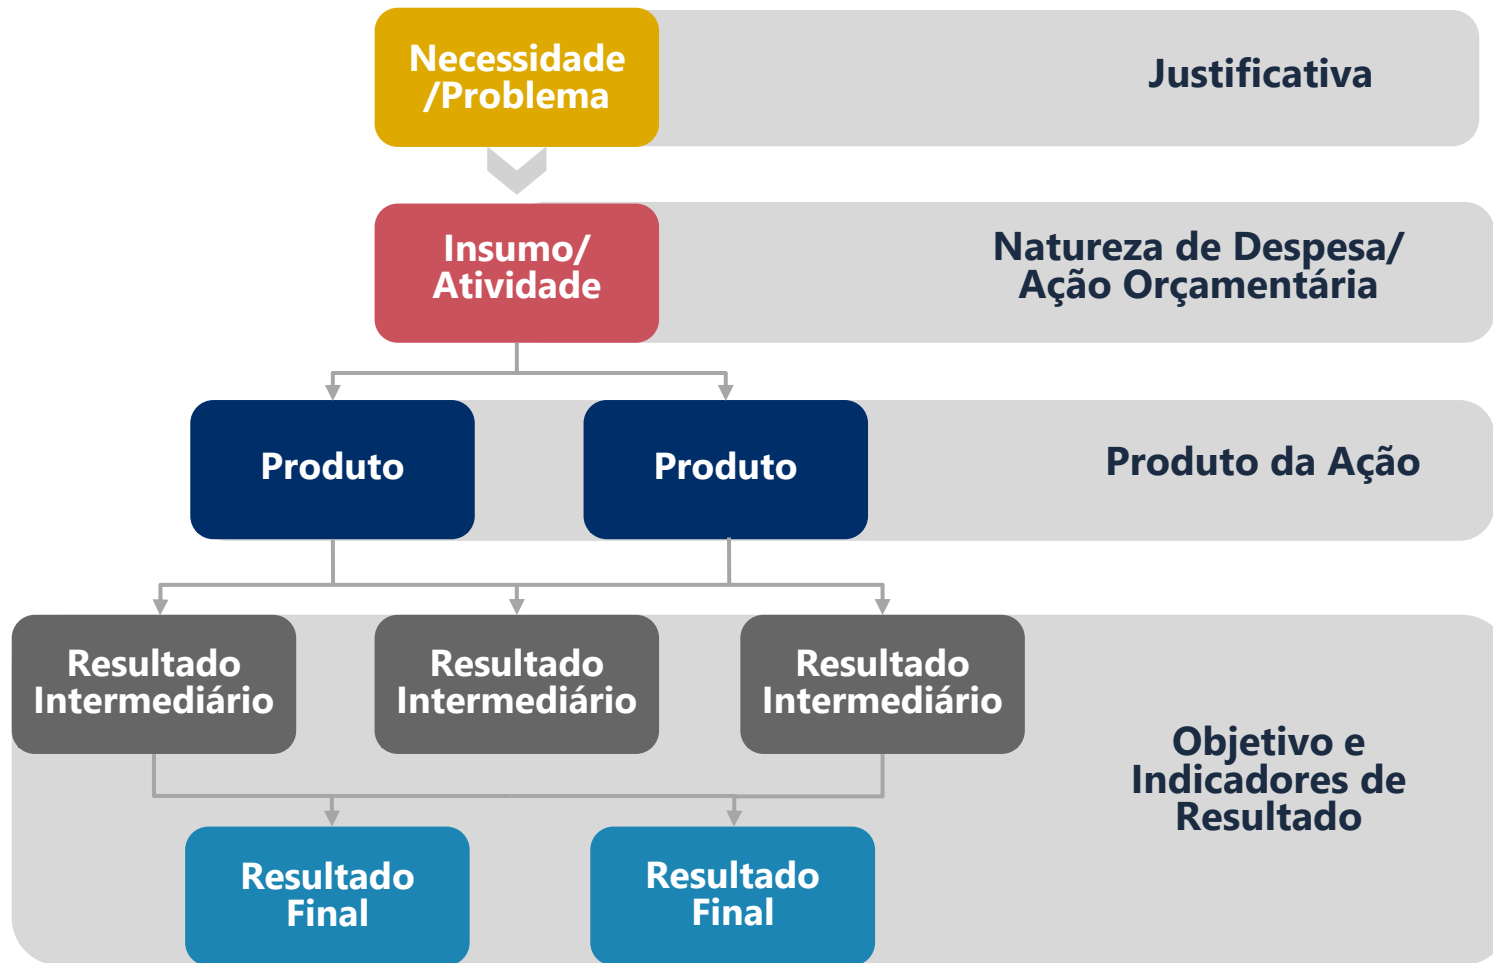 Necessidade
/Problema
Justificativa
Insumo/
Atividade
Natureza de Despesa/
Ação Orçamentária
Produto
Produto
Produto da Ação
Resultado
Intermediário
Resultado
Intermediário
Resultado
Intermediário
Objetivo e
Indicadores de
Resultado
Resultado
Final
Resultado
Final